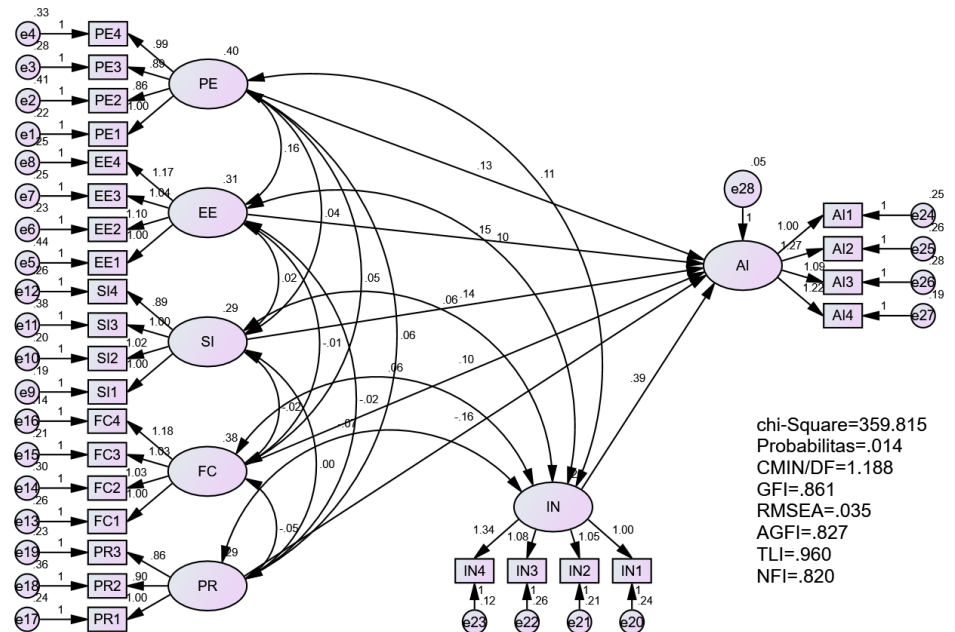 .33
e4 1 PE4
.99
.28
e3 1 PE3
.89
.41
e2 1 PE2
.86
.22
e1 1 PE1
1.00
.40
PE
.25
e8 1 EE4
1.17
.25
e7 1 EE3
1.04
.23
e6 1 EE2
1.10
.44
e5 1 EE1
1.00
.31
EE
.26
e12 1 SI4
.89
.38
e11 1 SI3
1.00
.20
e10 1 SI2
1.02
.19
e9 1 SI1
1.00
.29
SI
e16 1 FC4
1.18
.21
e15 1 FC3
1.03
.30
e14 1 FC2
1.03
.26
e13 1 FC1
1.00
.38
FC
.23
e19 1 PR3
.86
.36
e18 1 PR2
.90
.24
e17 1 PR1
1.00
PR
.16
.04
.02
.05
-.01
.06
-.02
-.02
.00
-.05
.13
.11
.15
.10
.06
.14
.06
.10
-.16
.39
.05
e28
1
AI
1.00
AI1 1 e24
.25
1.27
AI2 1 e25
.26
1.09
AI3 1 e26
.28
1.22
AI4 1 e27
.19
IN
1.34 1.08 1.05 1.00
IN4 IN3 IN2 IN1
1 1 1 1
.12 .26 .21 .24
e23 e22 e21 e20
chi-Square=359.815
Probabilitas=.014
CMIN/DF=1.188
GFI=.861
RMSEA=.035
AGFI=.827
TLI=.960
NFI=.820